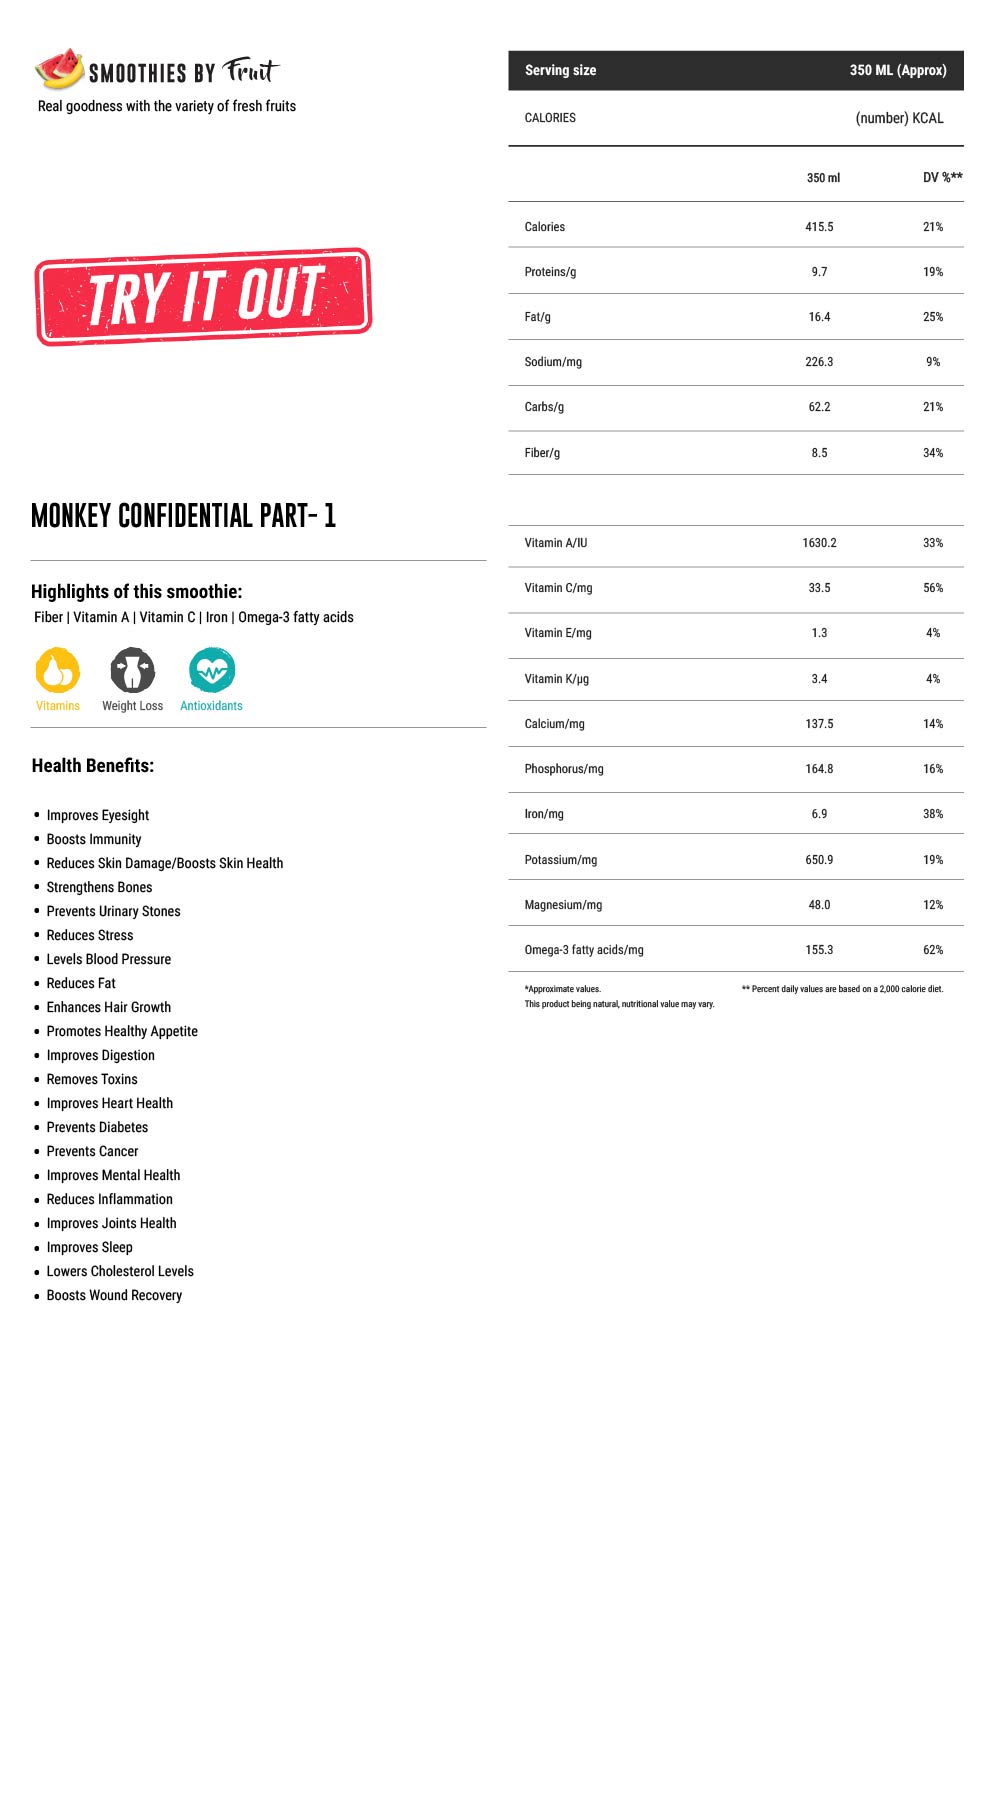 SMOOTHIES BY Fruit
Real goodness with the variety of fresh fruits
TRY IT OUT
MONKEY CONFIDENTIAL PART- 1
Highlights of this smoothie:
Fiber | Vitamin A | Vitamin C | Iron | Omega-3 fatty acids
Vitamins Weight Loss Antioxidants
Health Benefits:
• Improves Eyesight
• Boosts Immunity
• Reduces Skin Damage/Boosts Skin Health
• Strengthens Bones
• Prevents Urinary Stones
• Reduces Stress
• Levels Blood Pressure
• Reduces Fat
• Enhances Hair Growth
• Promotes Healthy Appetite
• Improves Digestion
• Removes Toxins
• Improves Heart Health
• Prevents Diabetes
• Prevents Cancer
• Improves Mental Health
• Reduces Inflammation
• Improves Joints Health
• Improves Sleep
• Lowers Cholesterol Levels
• Boosts Wound Recovery
Serving size 350 ML (Approx)
CALORIES (number) KCAL
350 ml DV %**
Calories 415.5 21%
Proteins/g 9.7 19%
Fat/g 16.4 25%
Sodium/mg 226.3 9%
Carbs/g 62.2 21%
Fiber/g 8.5 34%
Vitamin A/IU 1630.2 33%
Vitamin C/mg 33.5 56%
Vitamin E/mg 1.3 4%
Vitamin K/µg 3.4 4%
Calcium/mg 137.5 14%
Phosphorus/mg 164.8 16%
Iron/mg 6.9 38%
Potassium/mg 650.9 19%
Magnesium/mg 48.0 12%
Omega-3 fatty acids/mg 155.3 62%
*Approximate values. ** Percent daily values are based on a 2,000 calorie diet.
This product being natural, nutritional value may vary.